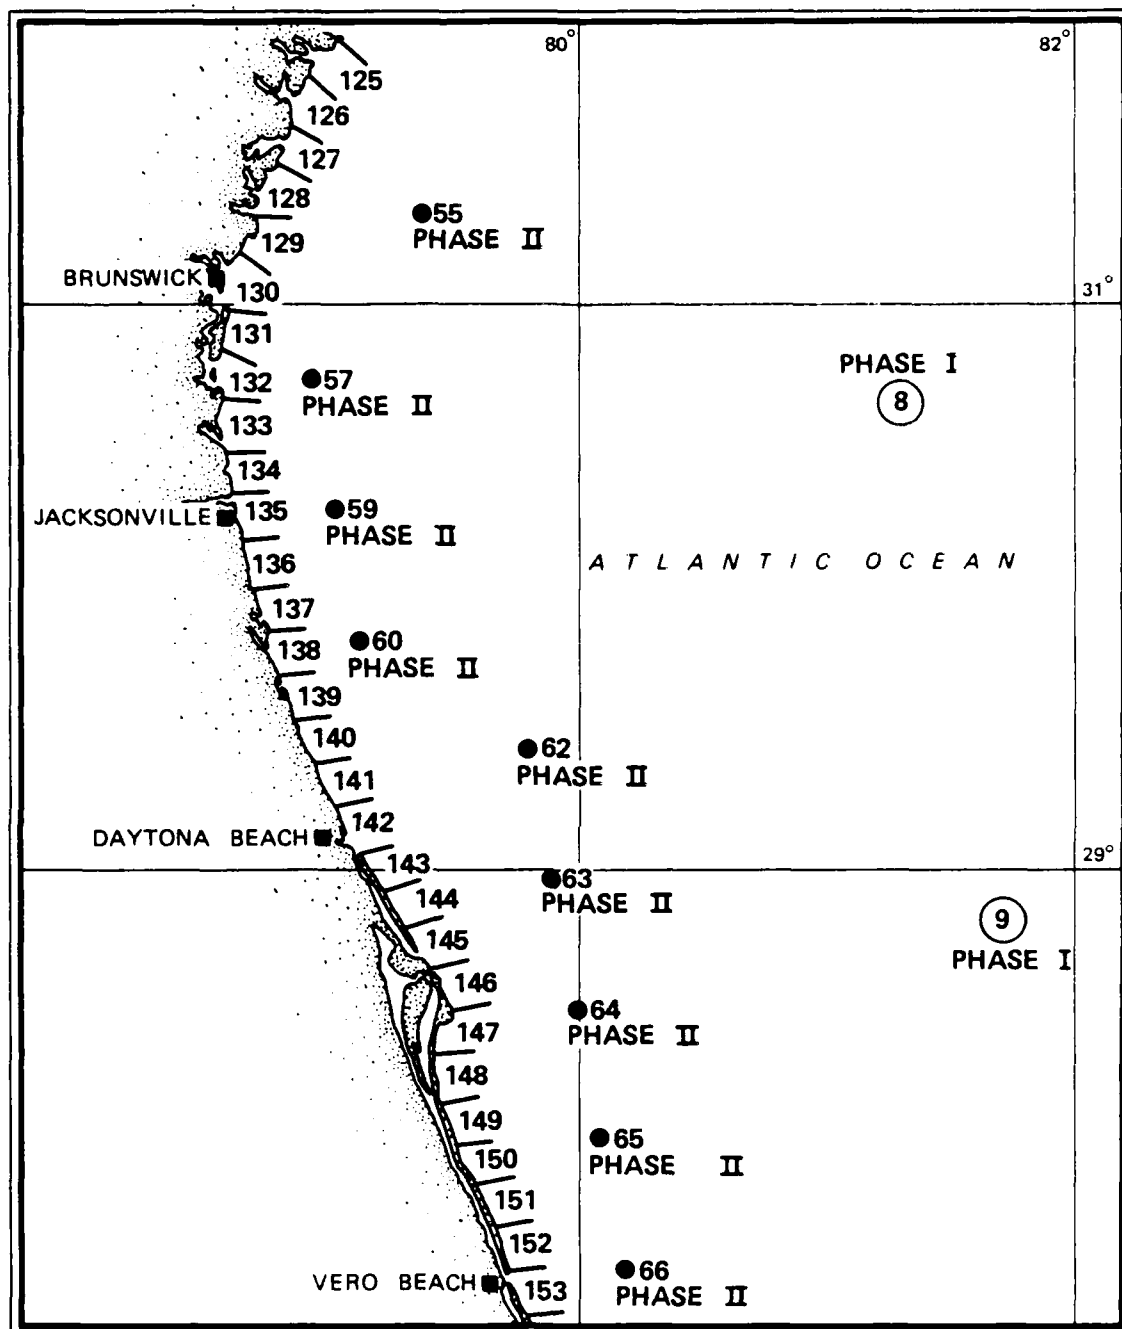 80°
82°
125
126
127
128
55
PHASE II
129
BRUNSWICK
130
31°
131
PHASE I
8
132
57
PHASE II
133
134
135
59
JACKSONVILLE
PHASE II
136
ATLANTIC OCEAN
137
60
138
PHASE II
139
140
62
PHASE II
141
142
DAYTONA BEACH
143
29°
63
PHASE II
144
9
145
PHASE I
146
64
147
PHASE II
148
149
65
150
PHASE II
151
152
66
VERO BEACH
153
PHASE II